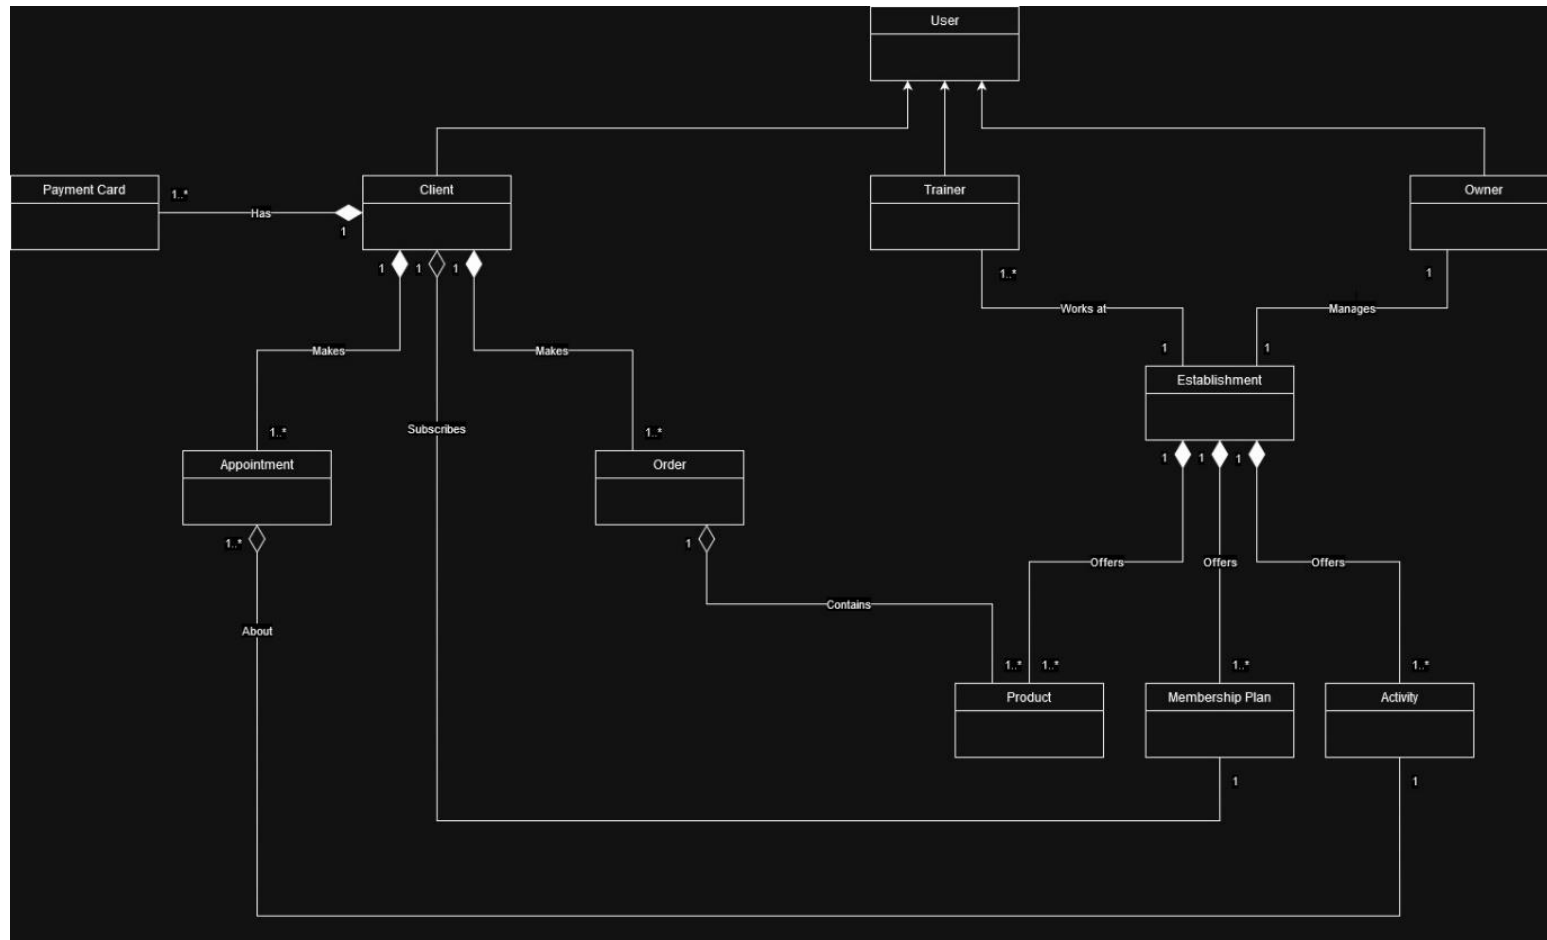 User
Payment Card
1..*
Has
1
Client
Trainer
Owner
1
1
1
1..*
1
Works at
Manages
Makes
Makes
1
1
Establishment
Subscribes
1..*
1..*
Appointment
Order
1
1
1
1..*
1
Offers
Offers
Offers
Contains
About
1..*
1..*
1..*
1..*
Product
Membership Plan
Activity
1
1